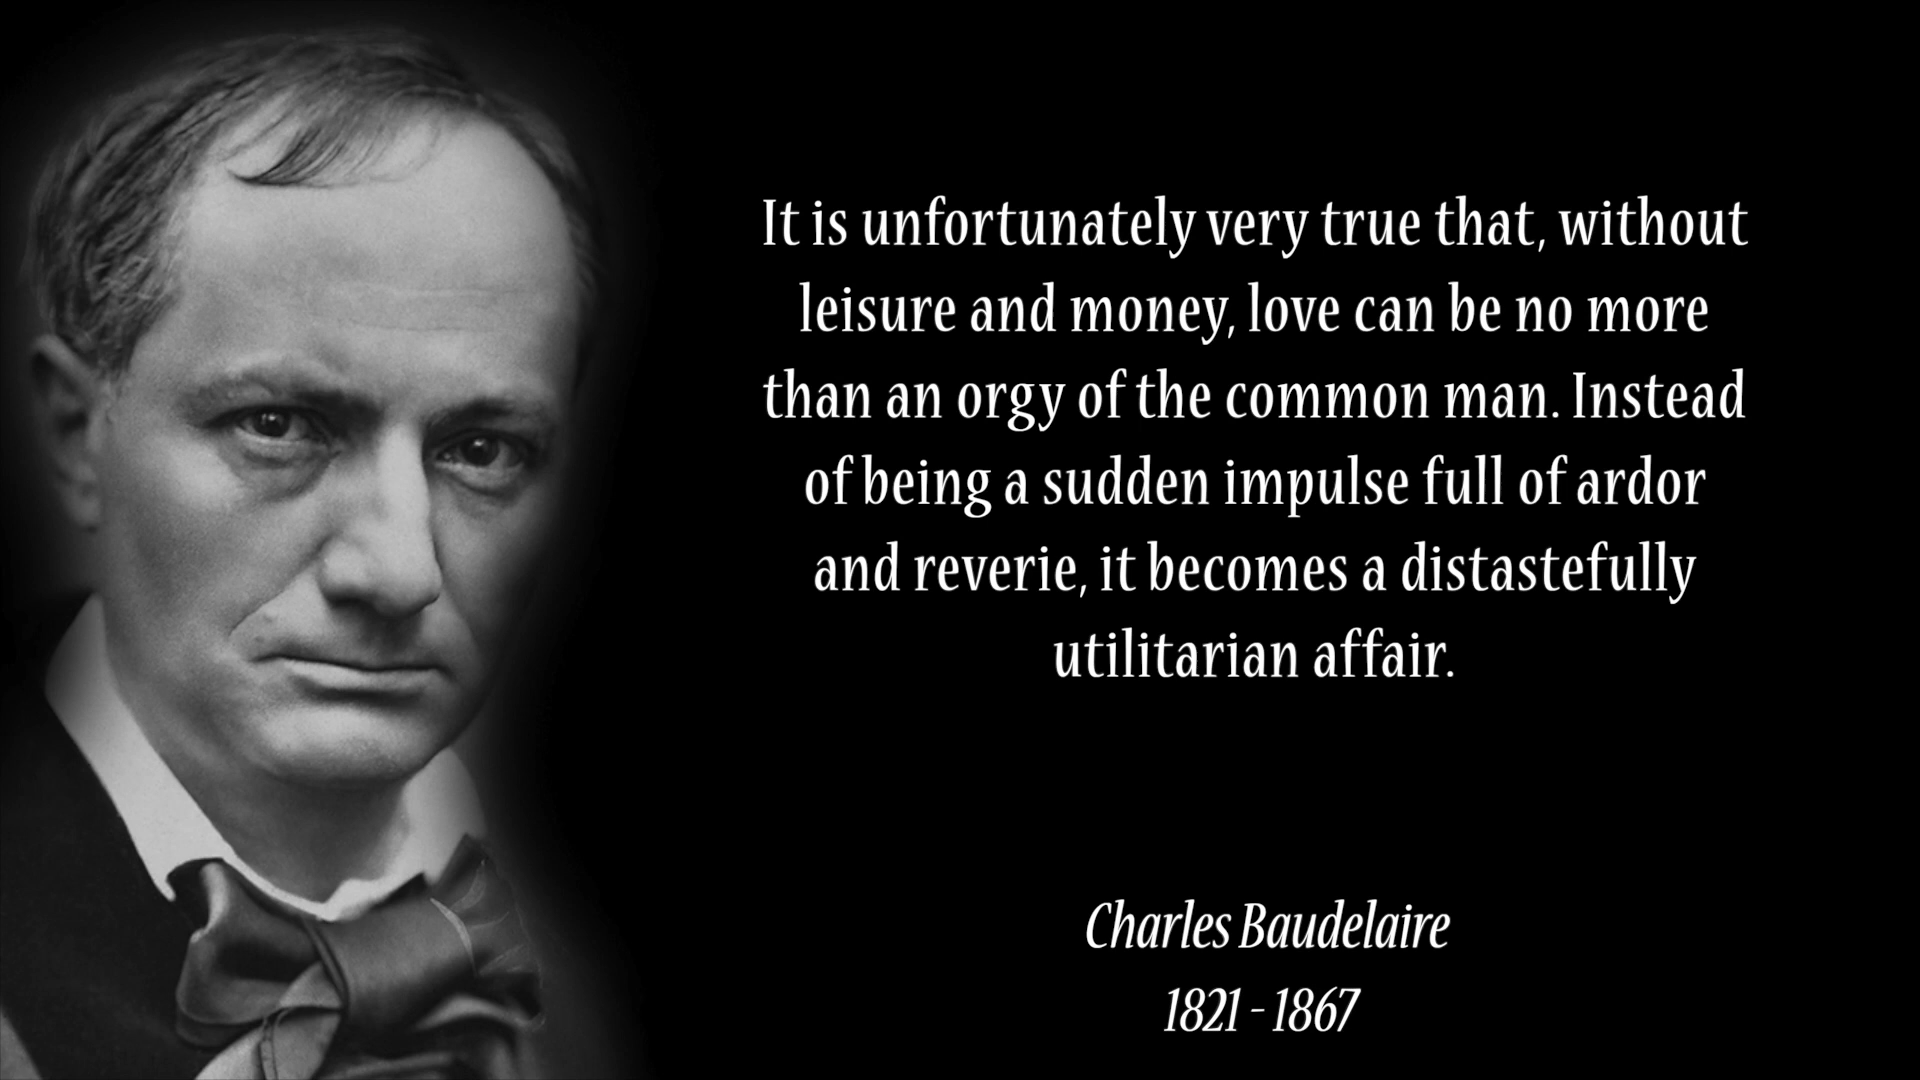 It is unfortunately very true that, without
leisure and money, love can be no more
than an orgy of the common man. Instead
of being a sudden impulse full of ardor
and reverie, it becomes a distastefully
utilitarian affair.
Charles Baudelaire
1821 - 1867